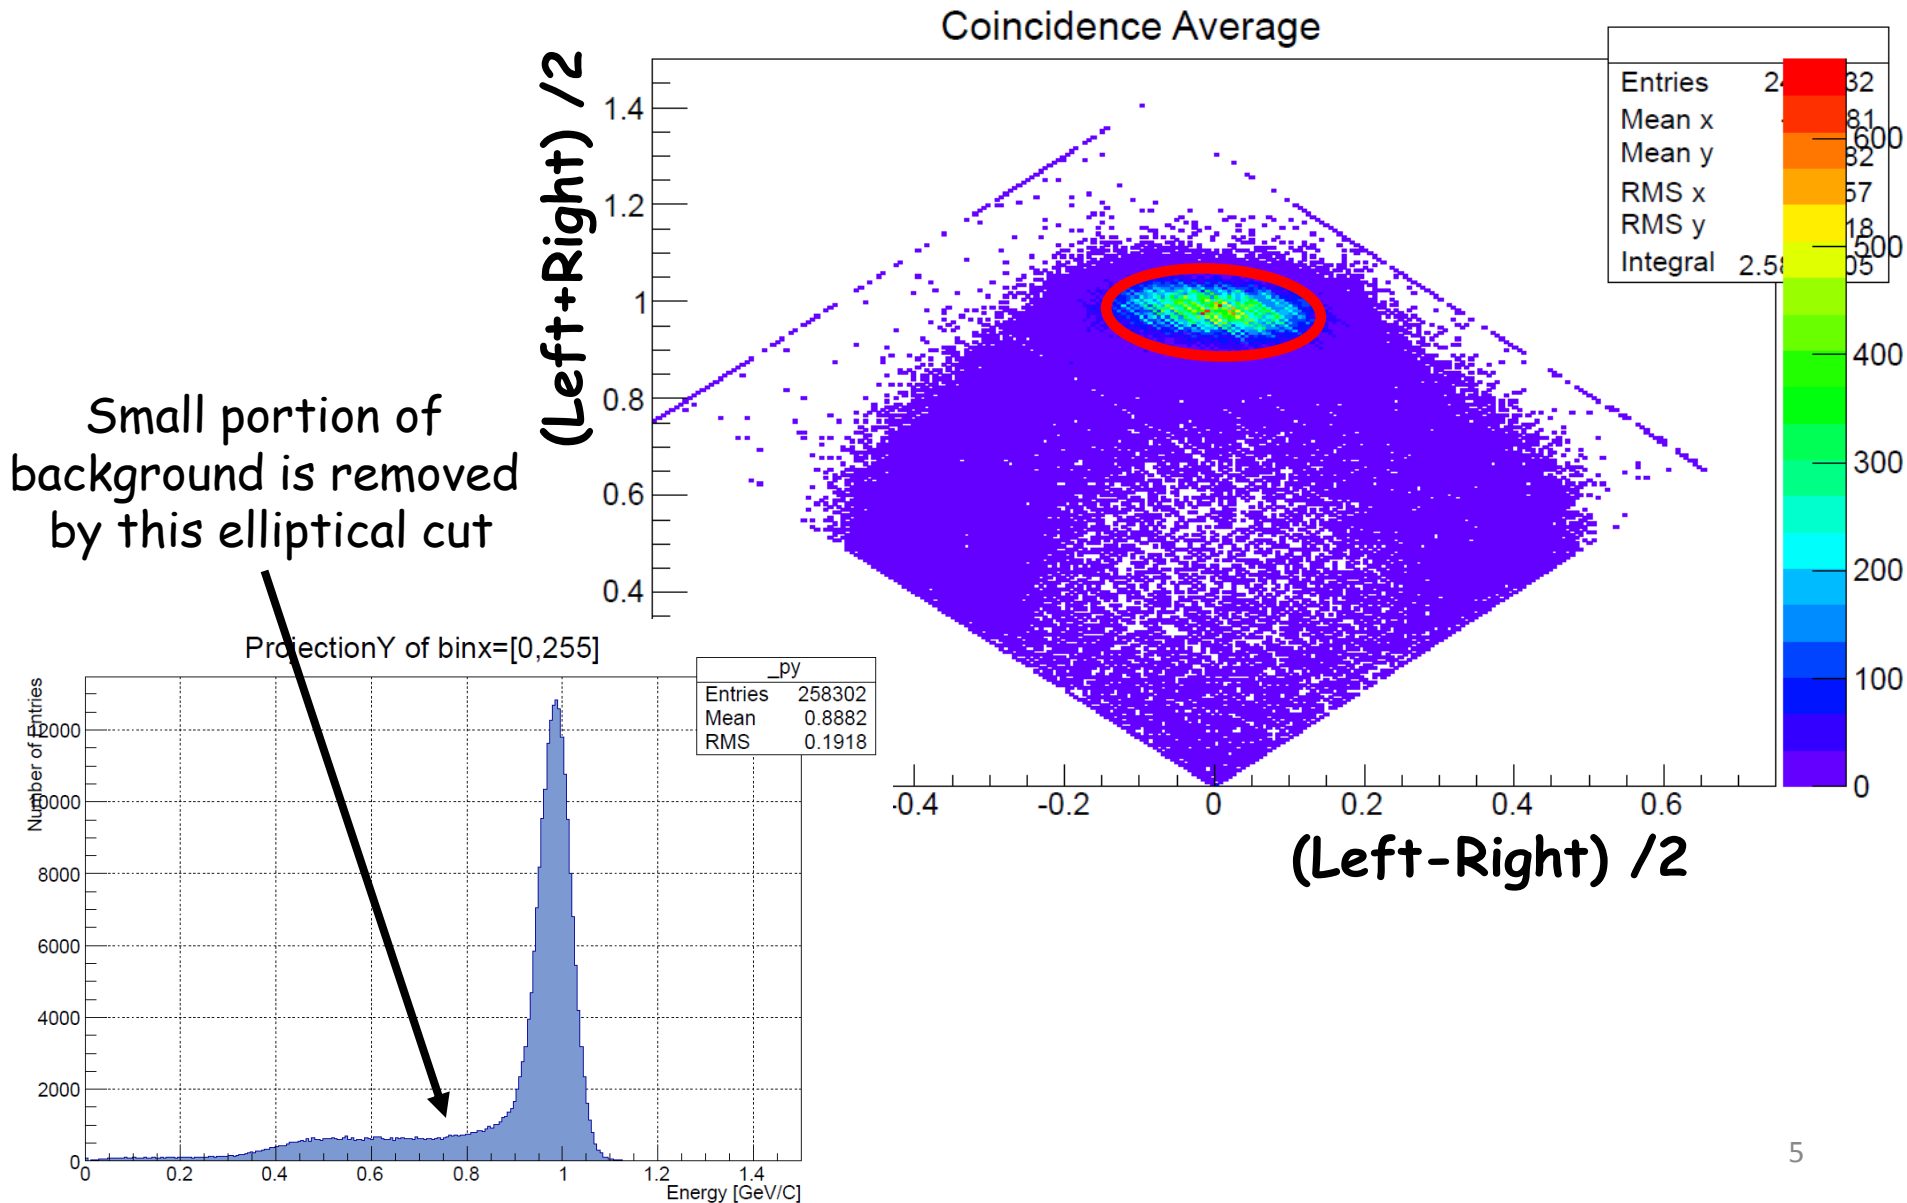 Coincidence Average
(Left+Right) /2
1.4
1.2
1
0.8
0.6
0.4
Entries
Mean x
Mean y
RMS x
RMS y
Integral
600
500
400
300
200
100
0
-0.4 -0.2 0 0.2 0.4 0.6
(Left-Right) /2
Small portion of
background is removed
by this elliptical cut
ProjectionY of binx=[0,255]
_py
Entries 258302
Mean 0.8882
RMS 0.1918
Number of Entries
12000
10000
8000
6000
4000
2000
0
0 0.2 0.4 0.6 0.8 1 1.2 1.4
Energy [GeV/C]
5